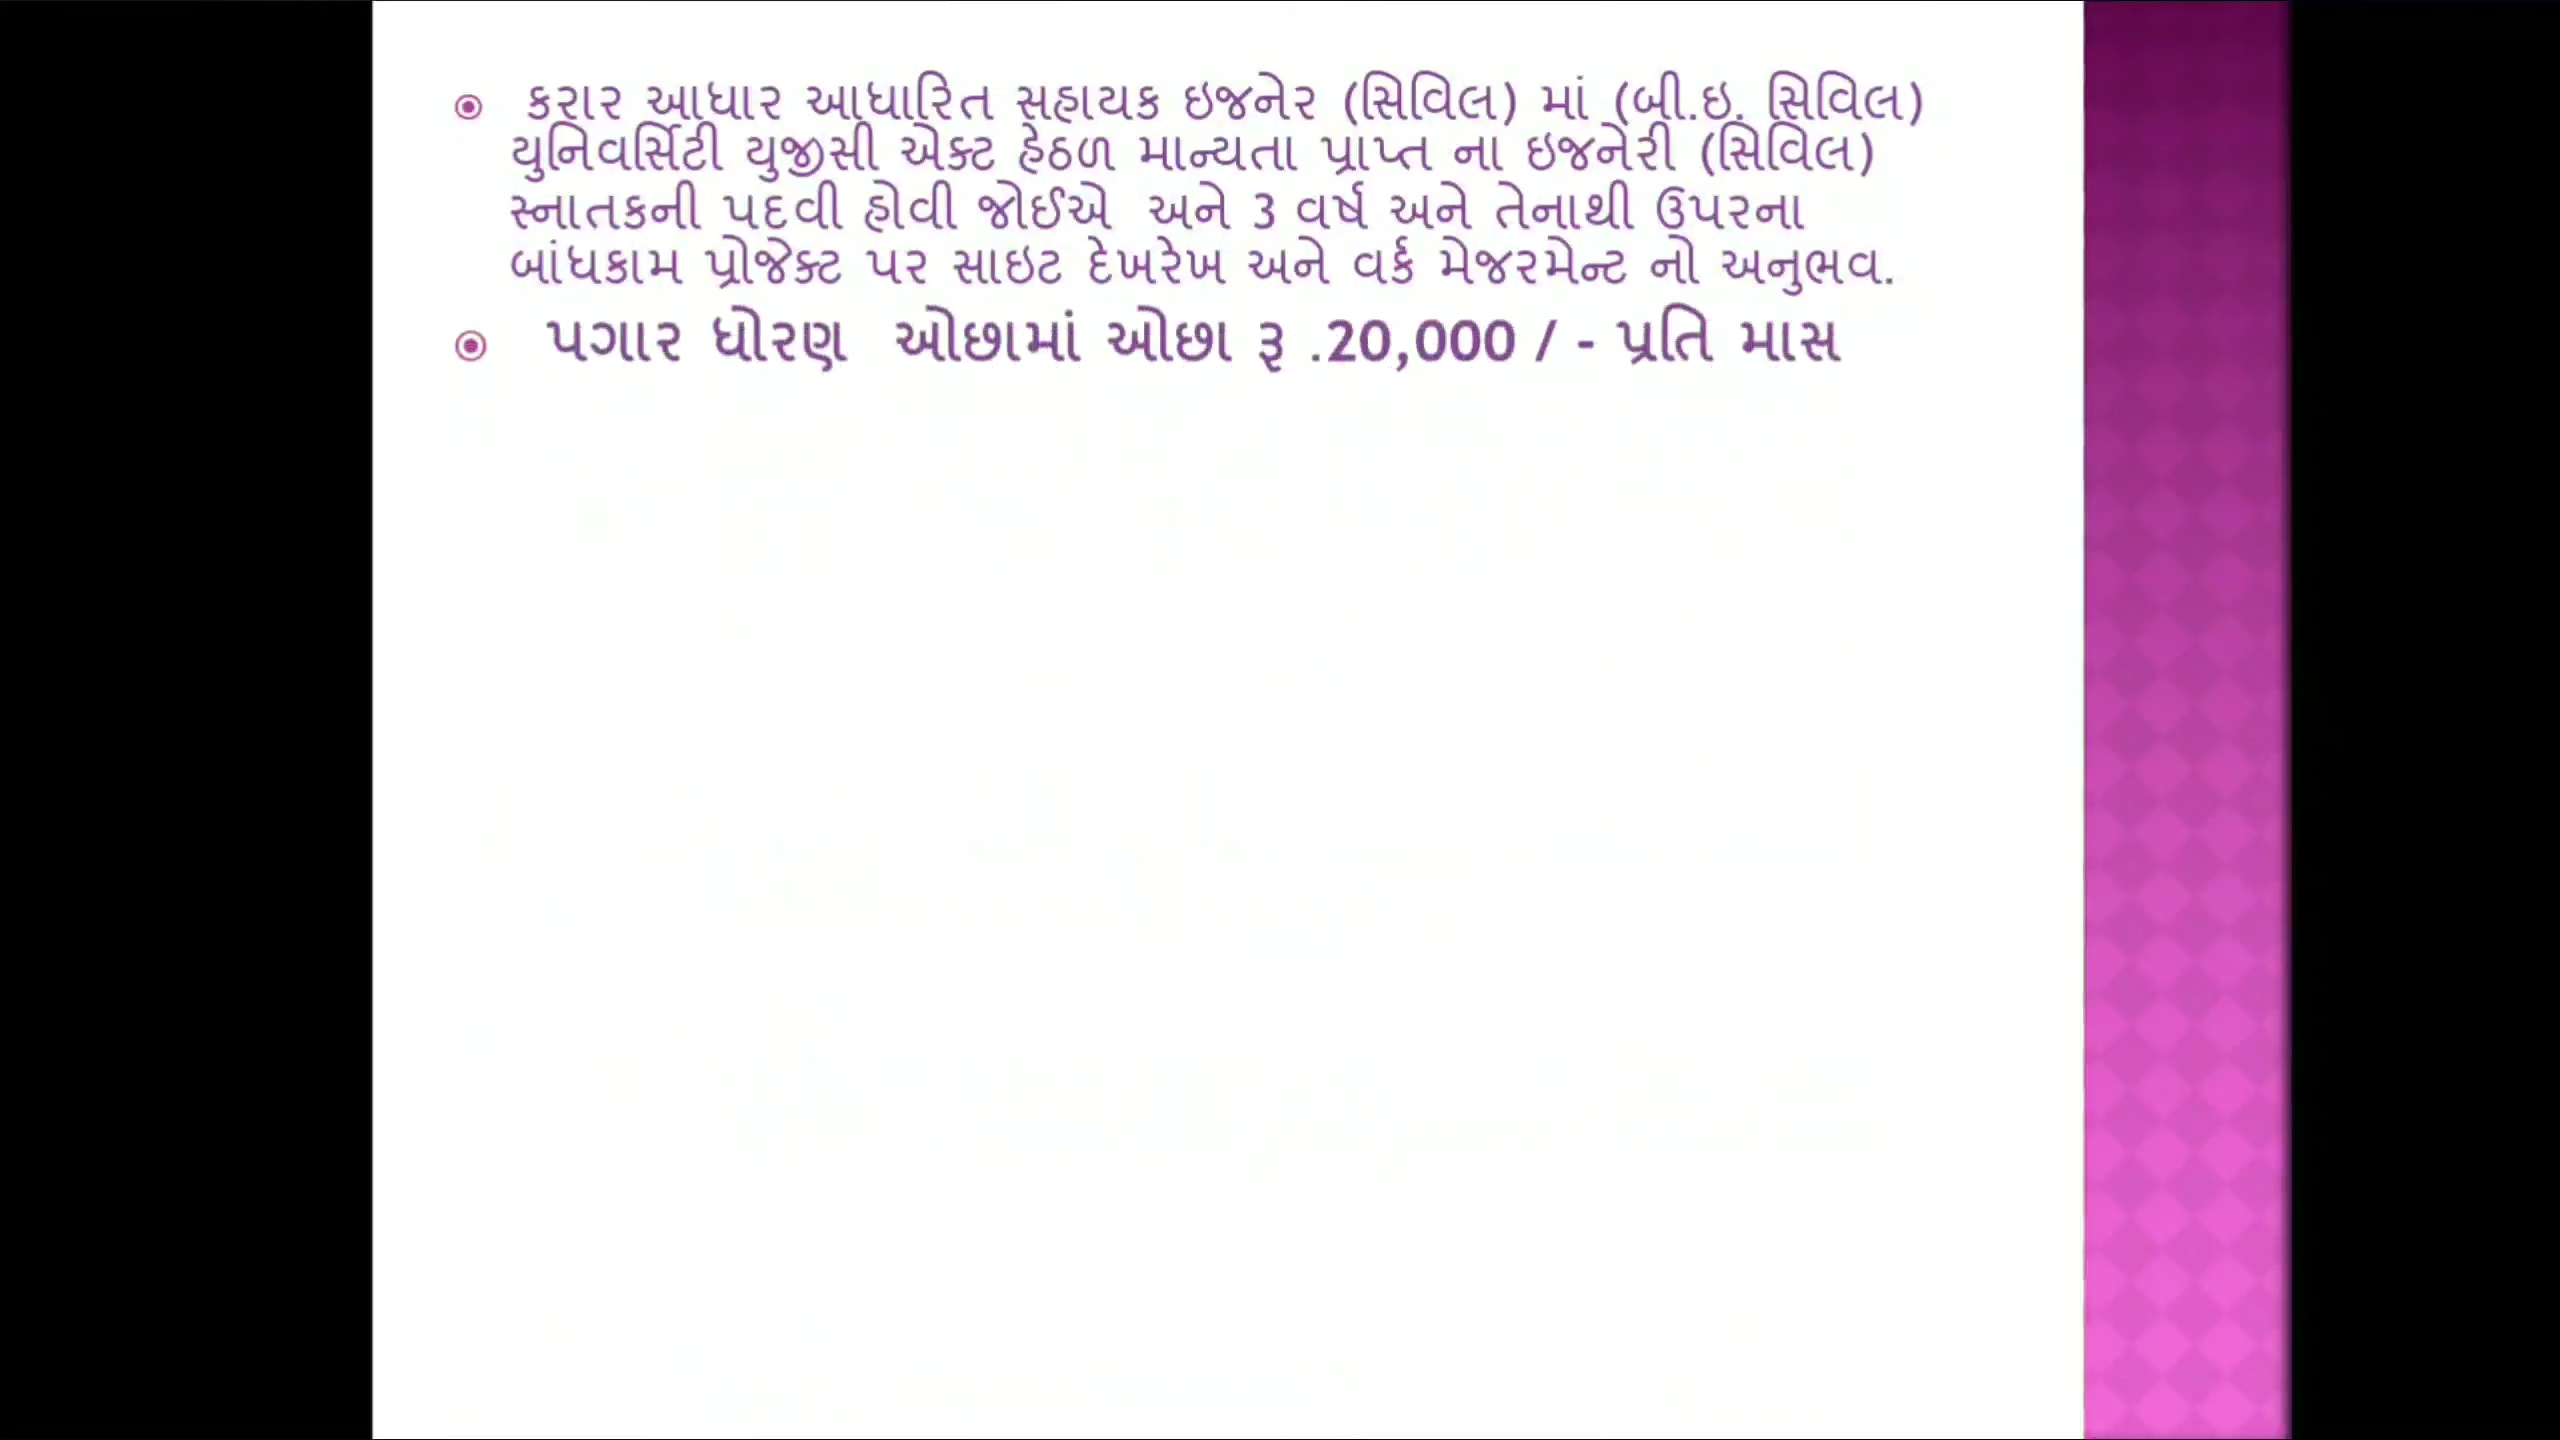 કરાર આધાર આધારિત સહાયક ઇજનેર (સિવિલ) માં (બી.ઇ. સિવિલ)
યુનિવર્સિટી યુજીસી એક્ટ હેઠળ માન્યતા પ્રાપ્ત ના ઇજનેરી (સિવિલ)
સ્નાતકની પદવી હોવી જોઈએ અને 3 વર્ષ અને તેનાથી ઉપરના
બાંધકામ પ્રોજેક્ટ પર સાઇટ દેખરેખ અને વર્ક મેજરમેન્ટ નો અનુભવ.
પગાર ધોરણ ઓછામાં ઓછા રૂ .20,000 / - પ્રતિ માસ